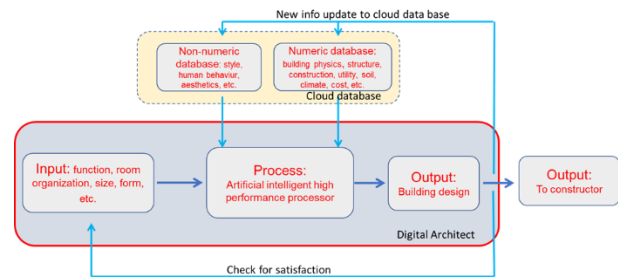 New info update to cloud data base
Non-numeric
database: style,
human behaviur,
aesthetics, etc.
Numeric database:
building physics, structure,
construction, utility, soil,
climate, cost, etc.
Cloud database
Input: function, room
organization, size, form,
etc.
Process:
Artificial intelligent high
performance processor
Output:
Building design
Output:
To constructor
Digital Architect
Check for satisfaction